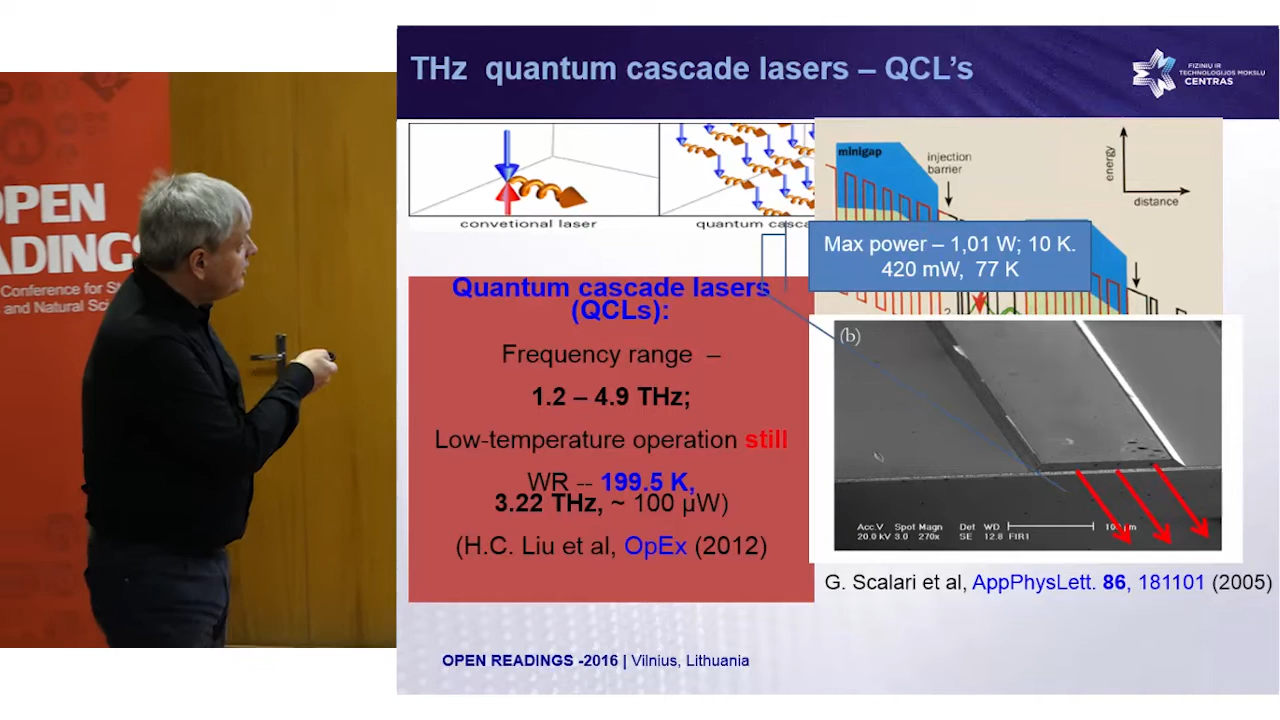 THz quantum cascade lasers – QCL's
FIZINIŲ IR
TECHNOLOGIJOS MOKSLŲ
CENTRAS
OPEN
READINGS
Conference for
and Natural
convetional laser
quantum
minigap
injection
barrier
energy
distance
Max power – 1,01 W; 10 K.
420 mW, 77 K
Quantum cascade lasers
(QCLs):
Frequency range –
1.2 – 4.9 THz;
Low-temperature operation still
WR -- 199.5 K,
3.22 THz, ~ 100 µW)
(H.C. Liu et al, OpEx (2012)
(b)
Acc.V Spot Magn Det WD
20.0 kV 3.0 270x SE 12.8 FIR1
G. Scalari et al, AppPhysLett. 86, 181101 (2005)
OPEN READINGS -2016 | Vilnius, Lithuania